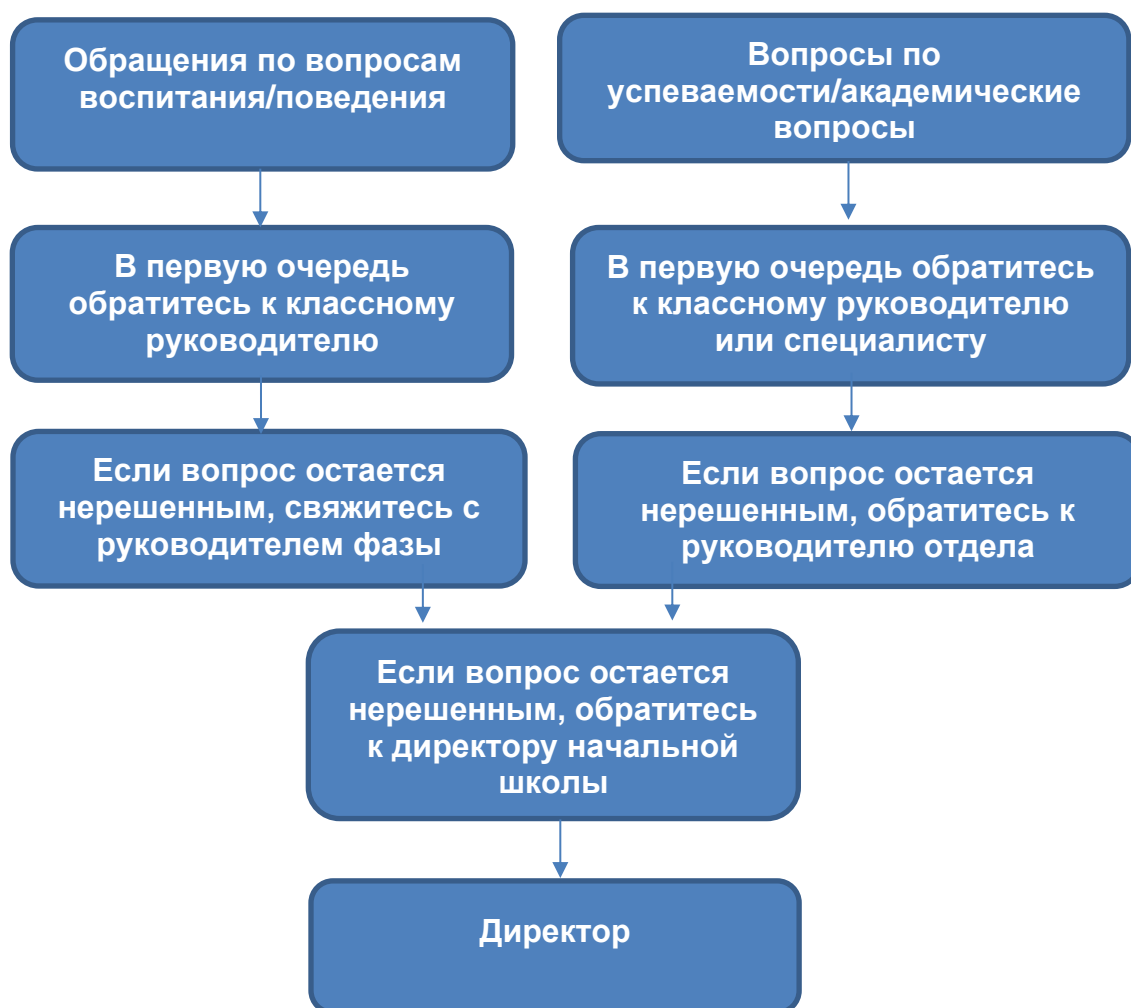 Обращения по вопросам
воспитания/поведения
Вопросы по
успеваемости/академические
вопросы
В первую очередь
обратитесь к классному
руководителю
В первую очередь обратитесь
к классному руководителю
или специалисту
Если вопрос остается
нерешенным, свяжитесь с
руководителем фазы
Если вопрос остается
нерешенным, обратитесь к
руководителю отдела
Если вопрос остается
нерешенным, обратитесь
к директору начальной
школы
Директор